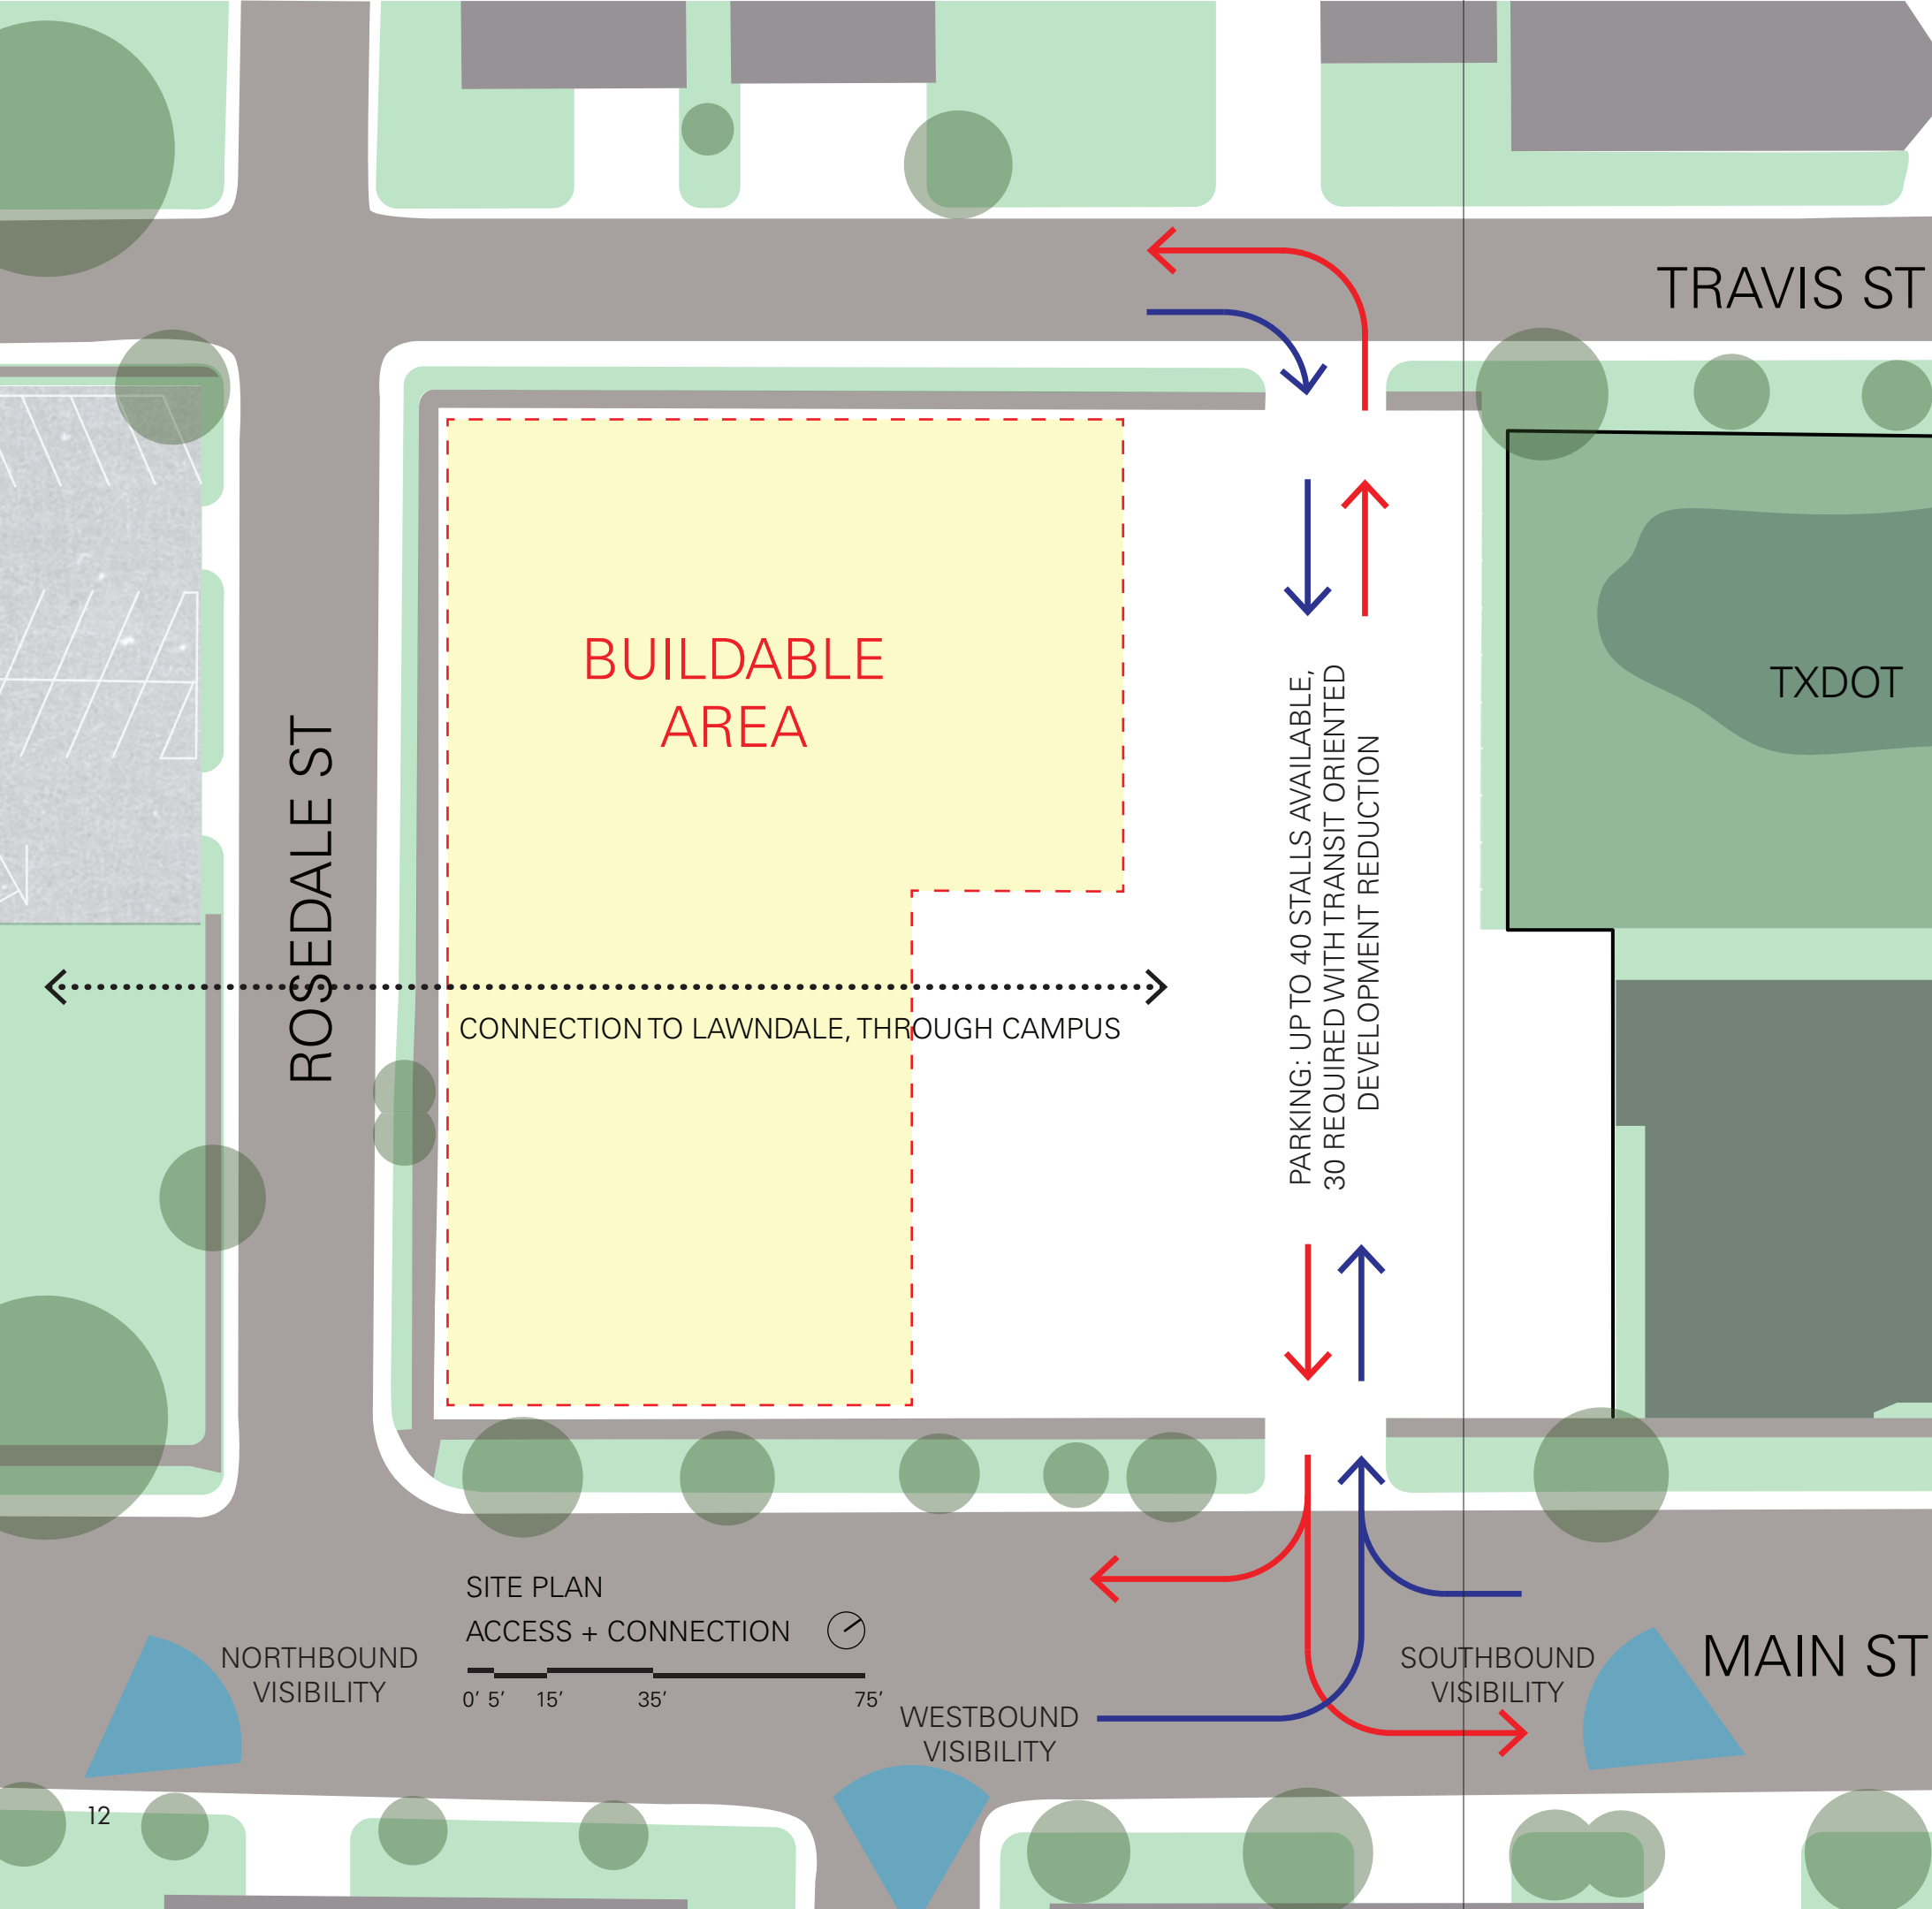 TRAVIS ST
BUILDABLE
AREA
TXDOT
ROSEDALE ST
PARKING: UP TO 40 STALLS AVAILABLE,
30 REQUIRED WITH TRANSIT ORIENTED
DEVELOPMENT REDUCTION
CONNECTION TO LAWNDALE, THROUGH CAMPUS
SITE PLAN
ACCESS + CONNECTION
0' 5' 15' 35' 75'
NORTHBOUND
VISIBILITY
WESTBOUND
VISIBILITY
SOUTHBOUND
VISIBILITY
MAIN ST
12